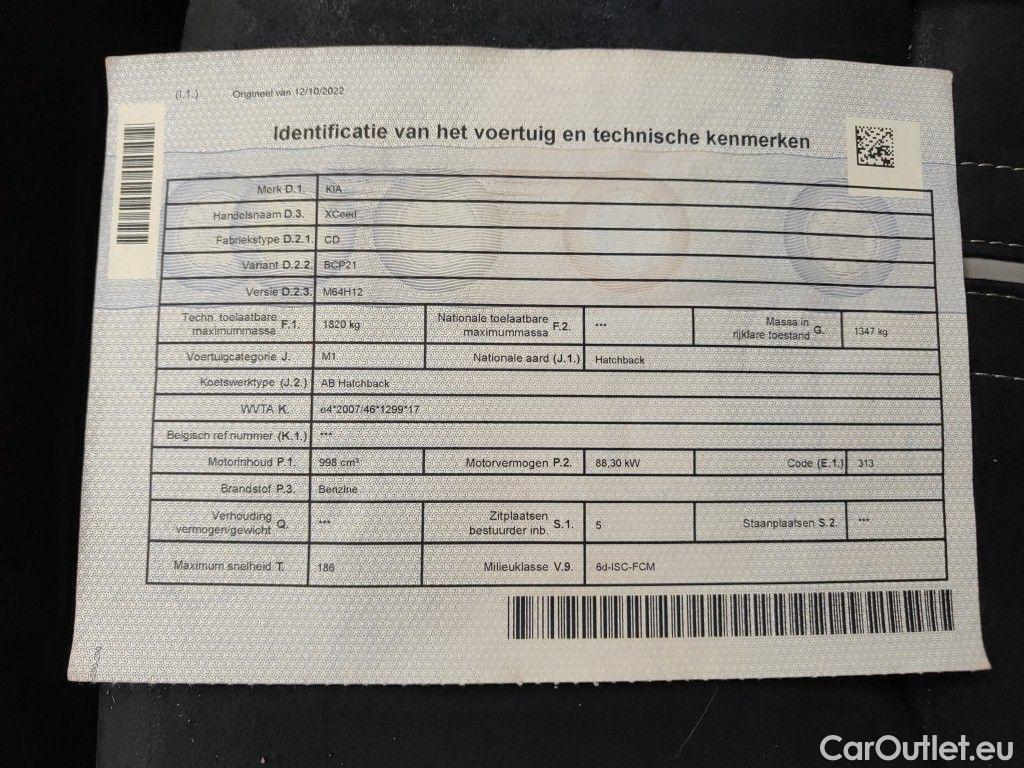 (I.1.) Origineel van 12/10/2022
Identificatie van het voertuig en technische kenmerken
Merk D.1. KIA
Handelsnaam D.3. XCeed
Fabriekstype D.2.1. CD
Variant D.2.2. BCP21
Versie D.2.3. M64H12
Techn. toelaatbare maximummassa F.1. 1820 kg Nationale toelaatbare maximummassa F.2. *** Massa in rijklare toestand G. 1347 kg
Voertuigcategorie J. M1 Nationale aard (J.1.) Hatchback
Koetswerktype (J.2.) AB Hatchback
WVTA K. e4*2007/46*1299*17
Belgisch ref.nummer (K.1.) ***
Motorinhoud P.1. 998 cm³ Motorvermogen P.2. 88,30 kW Code (E.1.) 313
Brandstof P.3. Benzine
Verhouding vermogen/gewicht Q. *** Zitplaatsen bestuurder inb. S.1. 5 Staanplaatsen S.2. ***
Maximum snelheid T. 186 Milieuklasse V.9. 6d-ISC-FCM
CarOutlet.eu